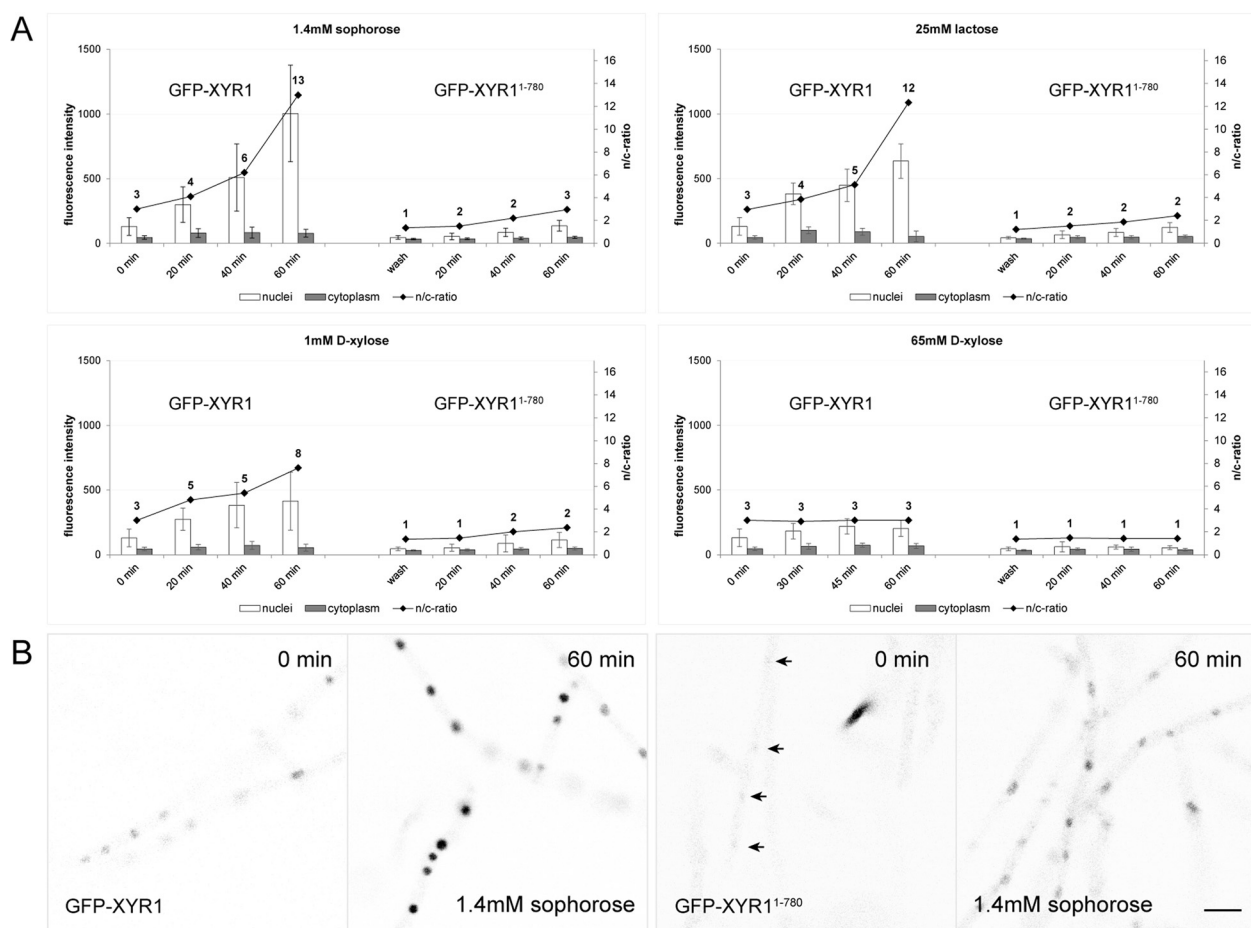 A
1.4mM sophorose
fluorescence intensity
1500
1000
500
0
GFP-XYR1
GFP-XYR1¹⁻⁷⁸⁰
3
4
6
13
1
2
2
3
16
14
12
10
8
6
4
2
0
n/c-ratio
0 min
20 min
40 min
60 min
wash
20 min
40 min
60 min
nuclei cytoplasm n/c-ratio
25mM lactose
fluorescence intensity
1500
1000
500
0
GFP-XYR1
GFP-XYR1¹⁻⁷⁸⁰
3
4
5
12
1
2
2
2
16
14
12
10
8
6
4
2
0
n/c-ratio
0 min
20 min
40 min
60 min
wash
20 min
40 min
60 min
nuclei cytoplasm n/c-ratio
1mM D-xylose
fluorescence intensity
1500
1000
500
0
GFP-XYR1
GFP-XYR1¹⁻⁷⁸⁰
3
5
5
8
1
1
2
2
16
14
12
10
8
6
4
2
0
n/c-ratio
0 min
20 min
40 min
60 min
wash
20 min
40 min
60 min
nuclei cytoplasm n/c-ratio
65mM D-xylose
fluorescence intensity
1500
1000
500
0
GFP-XYR1
GFP-XYR1¹⁻⁷⁸⁰
3
3
3
3
1
1
1
1
16
14
12
10
8
6
4
2
0
n/c-ratio
0 min
30 min
45 min
60 min
wash
20 min
40 min
60 min
nuclei cytoplasm n/c-ratio
B
0 min
GFP-XYR1
60 min
1.4mM sophorose
0 min
GFP-XYR1¹⁻⁷⁸⁰
60 min
1.4mM sophorose